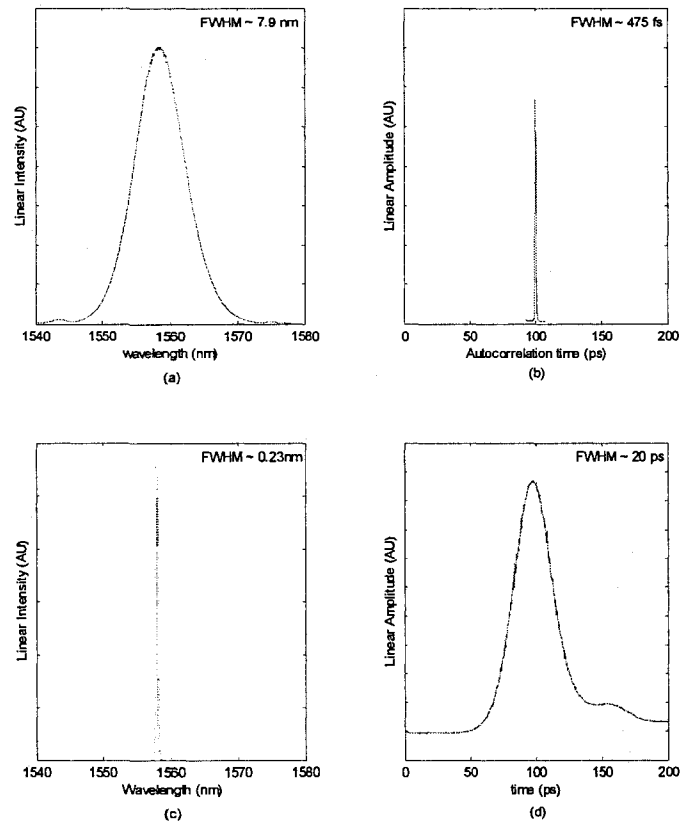 FWHM ~ 7.9 nm
Linear Intensity (AU)
1540 1550 1560 1570 1580
wavelength (nm)
(a)
FWHM ~ 475 fs
Linear Amplitude (AU)
0 50 100 150 200
Autocorrelation time (ps)
(b)
FWHM ~ 0.23nm
Linear Intensity (AU)
1540 1550 1560 1570 1580
Wavelength (nm)
(c)
FWHM ~ 20 ps
Linear Amplitude (AU)
0 50 100 150 200
time (ps)
(d)